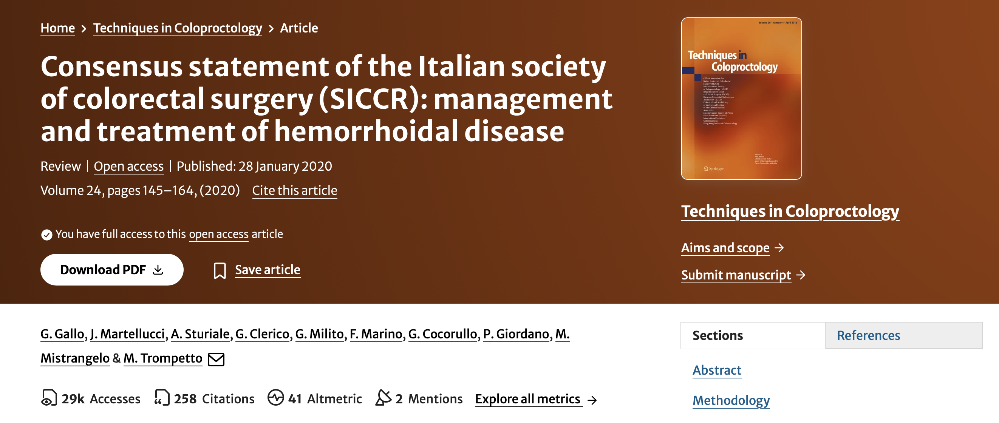 Home > Techniques in Coloproctology > Article
Consensus statement of the Italian society
of colorectal surgery (SICCR): management
and treatment of hemorrhoidal disease
Review | Open access | Published: 28 January 2020
Volume 24, pages 145–164, (2020) Cite this article
You have full access to this open access article
Download PDF
Save article
Volume 20 · Number 4 · April 2016
Techniques in
Coloproctology
Official Journal of the:
Italian Society of Colo-Rectal
Surgery (SICCR)
Mediterranean Society
of Coloproctology (MSCP)
Israel Society of Colon
and Rectal Surgery (ISCRS)
Eurasian Colorectal Technologies
Association (ECTA)
Colorectal and Anal Group
of the Surgical Section
of the Chinese Medical
Association
Mediterranean Society of Pelvic
Floor Disorders (MSPFD)
International Society of
Coloproctology
Hong Kong Society of Coloproctology
Springer
Techniques in Coloproctology
Aims and scope →
Submit manuscript →
G. Gallo, J. Martellucci, A. Sturiale, G. Clerico, G. Milito, F. Marino, G. Cocorullo, P. Giordano, M.
Mistrangelo & M. Trompetto
29k Accesses 258 Citations 41 Altmetric 2 Mentions Explore all metrics →
Sections
References
Abstract
Methodology